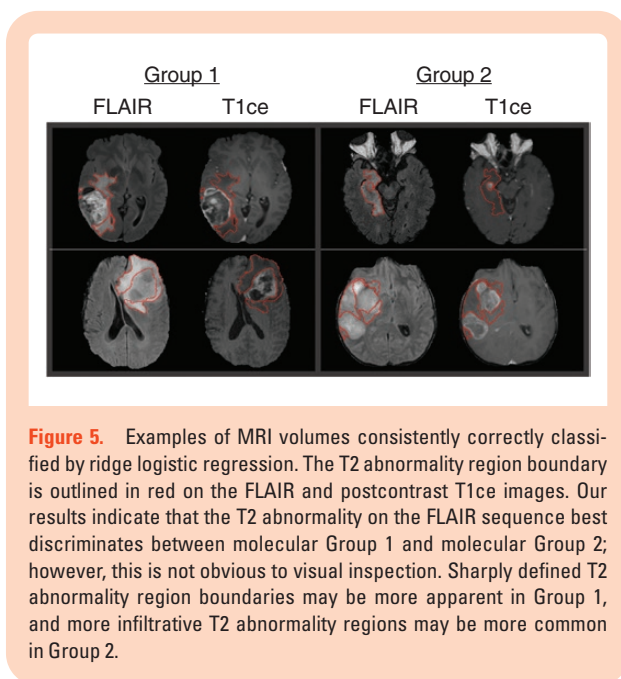 Group 1 Group 2
FLAIR T1ce FLAIR T1ce
Figure 5. Examples of MRI volumes consistently correctly classi-
fied by ridge logistic regression. The T2 abnormality region boundary
is outlined in red on the FLAIR and postcontrast T1ce images. Our
results indicate that the T2 abnormality on the FLAIR sequence best
discriminates between molecular Group 1 and molecular Group 2;
however, this is not obvious to visual inspection. Sharply defined T2
abnormality region boundaries may be more apparent in Group 1,
and more infiltrative T2 abnormality regions may be more common
in Group 2.